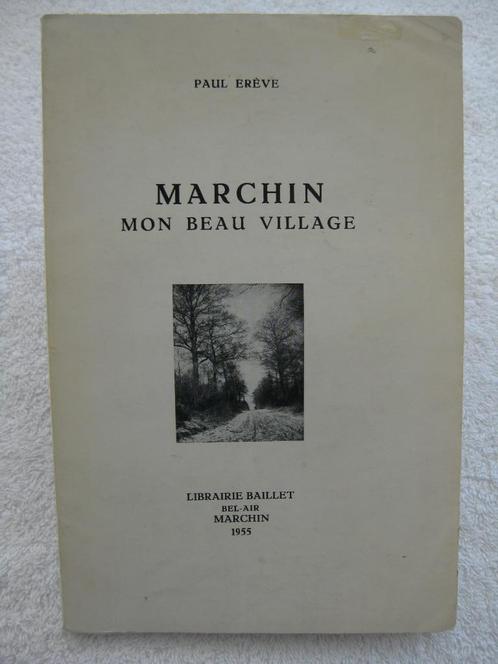 PAUL ERÈVE
MARCHIN
MON BEAU VILLAGE
LIBRAIRIE BAILLET
BEL-AIR
MARCHIN
1955